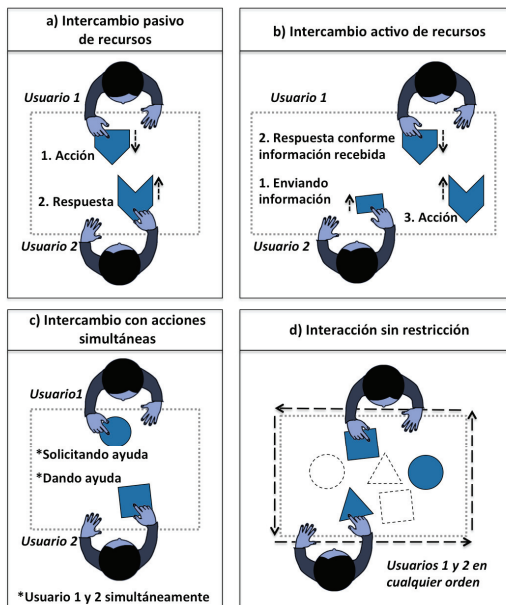 a) Intercambio pasivo
de recursos
Usuario 1
1. Acción
2. Respuesta
Usuario 2
b) Intercambio activo de recursos
Usuario 1
2. Respuesta conforme
información recebida
1. Enviando
información
3. Acción
Usuario 2
c) Intercambio con acciones
simultáneas
Usuario1
*Solicitando ayuda
*Dando ayuda
Usuario 2
*Usuario 1 y 2 simultáneamente
d) Interacción sin restricción
Usuarios 1 y 2 en
cualquier orden